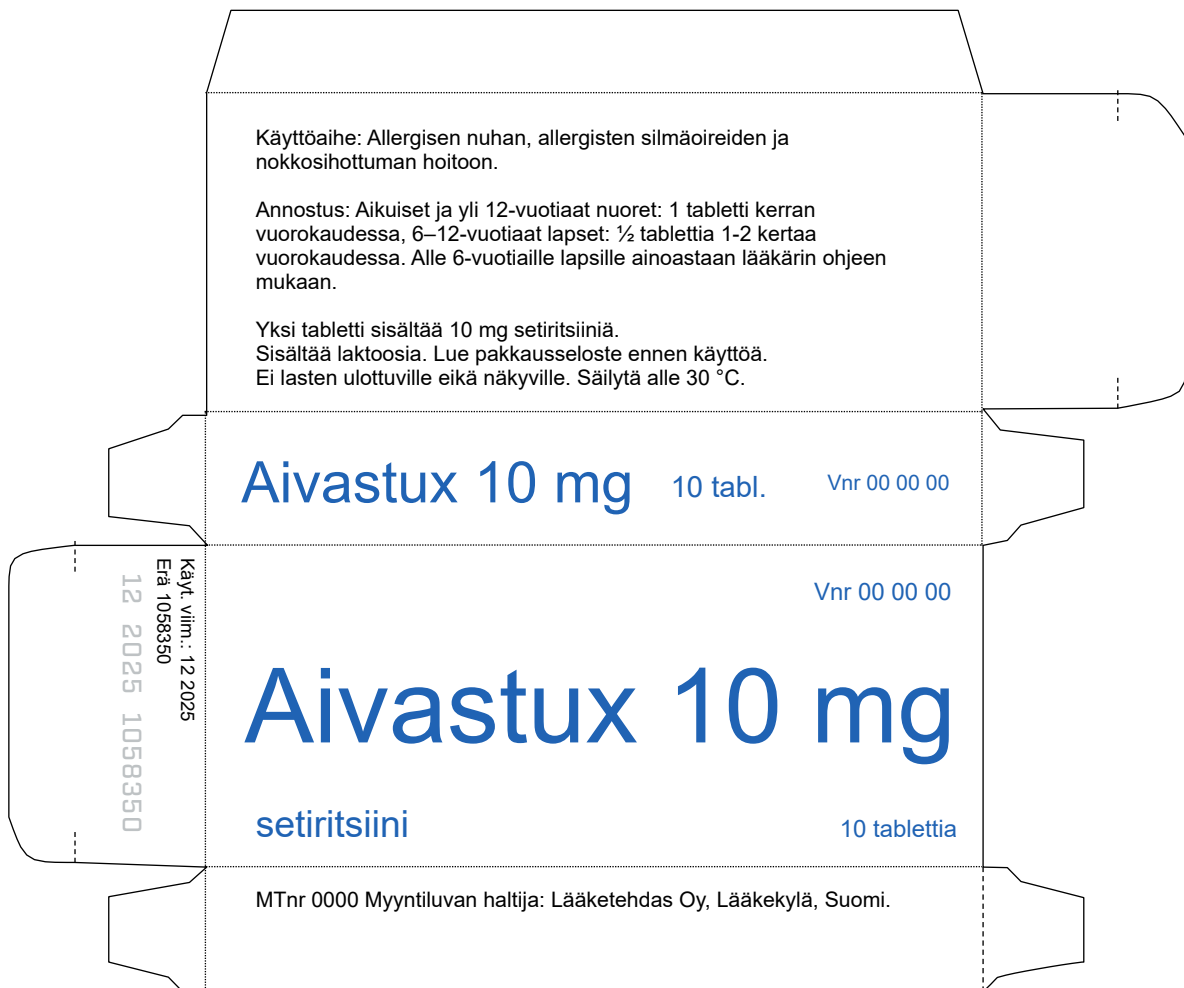 Käyttöaihe: Allergisen nuhan, allergisten silmäoireiden ja
nokkosihottuman hoitoon.
Annostus: Aikuiset ja yli 12-vuotiaat nuoret: 1 tabletti kerran
vuorokaudessa, 6–12-vuotiaat lapset: ½ tablettia 1-2 kertaa
vuorokaudessa. Alle 6-vuotiaille lapsille ainoastaan lääkärin ohjeen
mukaan.
Yksi tabletti sisältää 10 mg setiritsiiniä.
Sisältää laktoosia. Lue pakkausseloste ennen käyttöä.
Ei lasten ulottuville eikä näkyville. Säilytä alle 30 °C.
Aivastux 10 mg 10 tabl. Vnr 00 00 00
Käyt. viim.: 12 2025
Erä 1058350
12 2025 1058350
Vnr 00 00 00
Aivastux 10 mg
setiritsiini 10 tablettia
MTnr 0000 Myyntiluvan haltija: Lääketehdas Oy, Lääkekylä, Suomi.